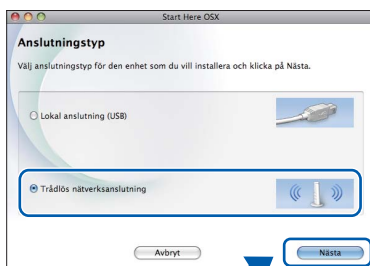 Start Here OSX
Anslutningstyp
Välj anslutningstyp för den enhet som du vill installera och klicka på Nästa.
Lokal anslutning (USB)
Trådlös nätverksanslutning
Avbryt
Nästa